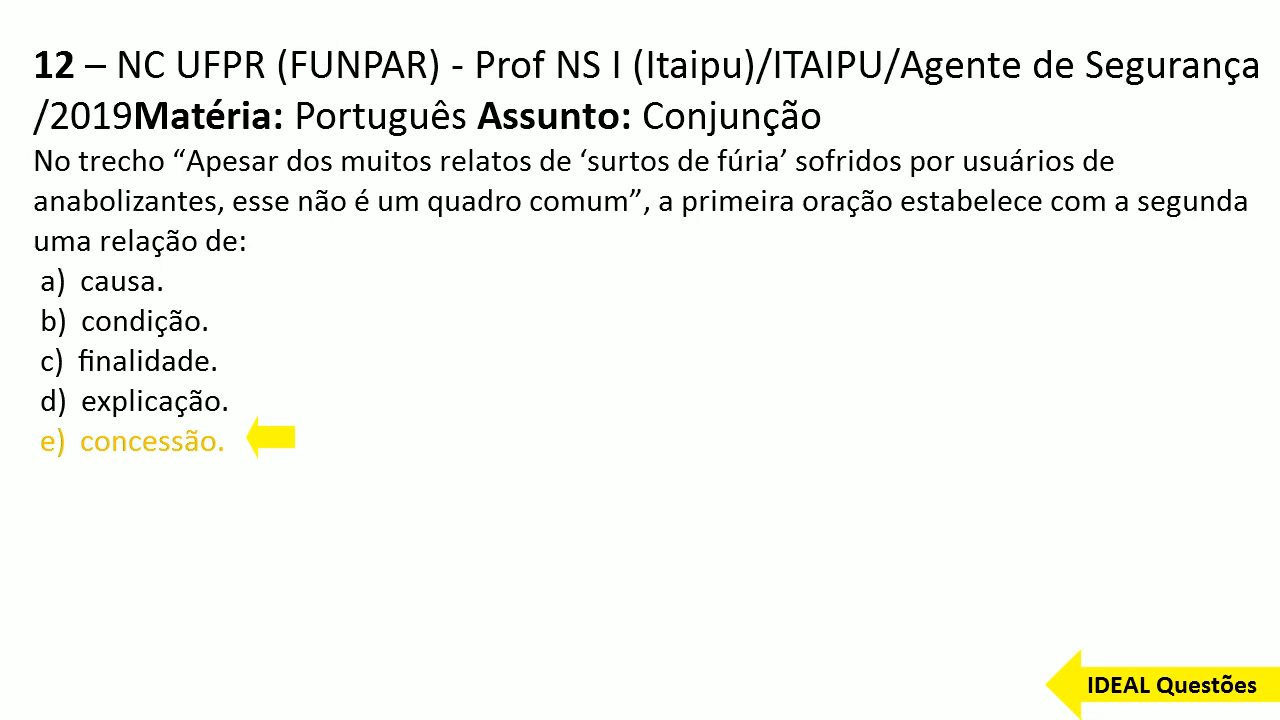 12 – NC UFPR (FUNPAR) - Prof NS I (Itaipu)/ITAIPU/Agente de Segurança
/2019Matéria: Português Assunto: Conjunção
No trecho “Apesar dos muitos relatos de ‘surtos de fúria’ sofridos por usuários de
anabolizantes, esse não é um quadro comum”, a primeira oração estabelece com a segunda
uma relação de:
a) causa.
b) condição.
c) finalidade.
d) explicação.
e) concessão.
IDEAL Questões